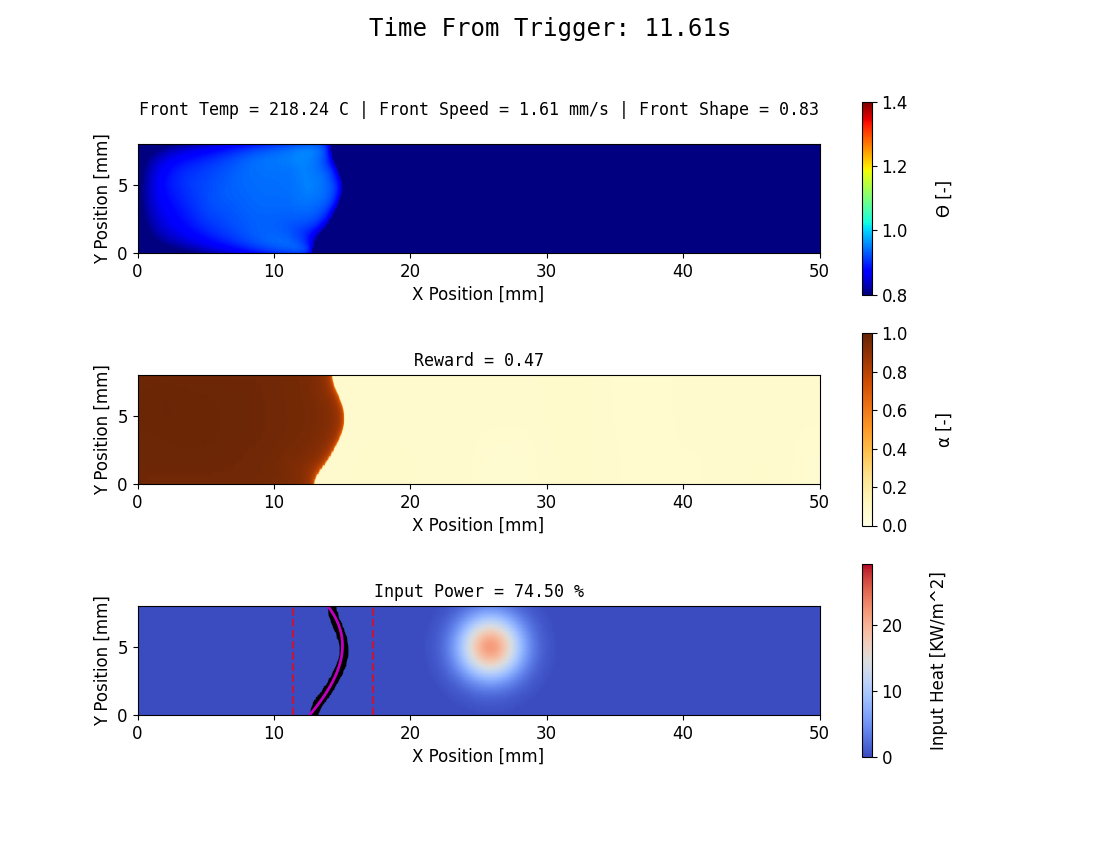 Time From Trigger: 11.61s
Front Temp = 218.24 C | Front Speed = 1.61 mm/s | Front Shape = 0.83
Y Position [mm]
5
0
0 10 20 30 40 50
X Position [mm]
1.4
1.2
1.0
0.8
Θ [-]
Reward = 0.47
Y Position [mm]
5
0
0 10 20 30 40 50
X Position [mm]
1.0
0.8
0.6
0.4
0.2
0.0
α [-]
Input Power = 74.50 %
Y Position [mm]
5
0
0 10 20 30 40 50
X Position [mm]
20
10
0
Input Heat [KW/m^2]